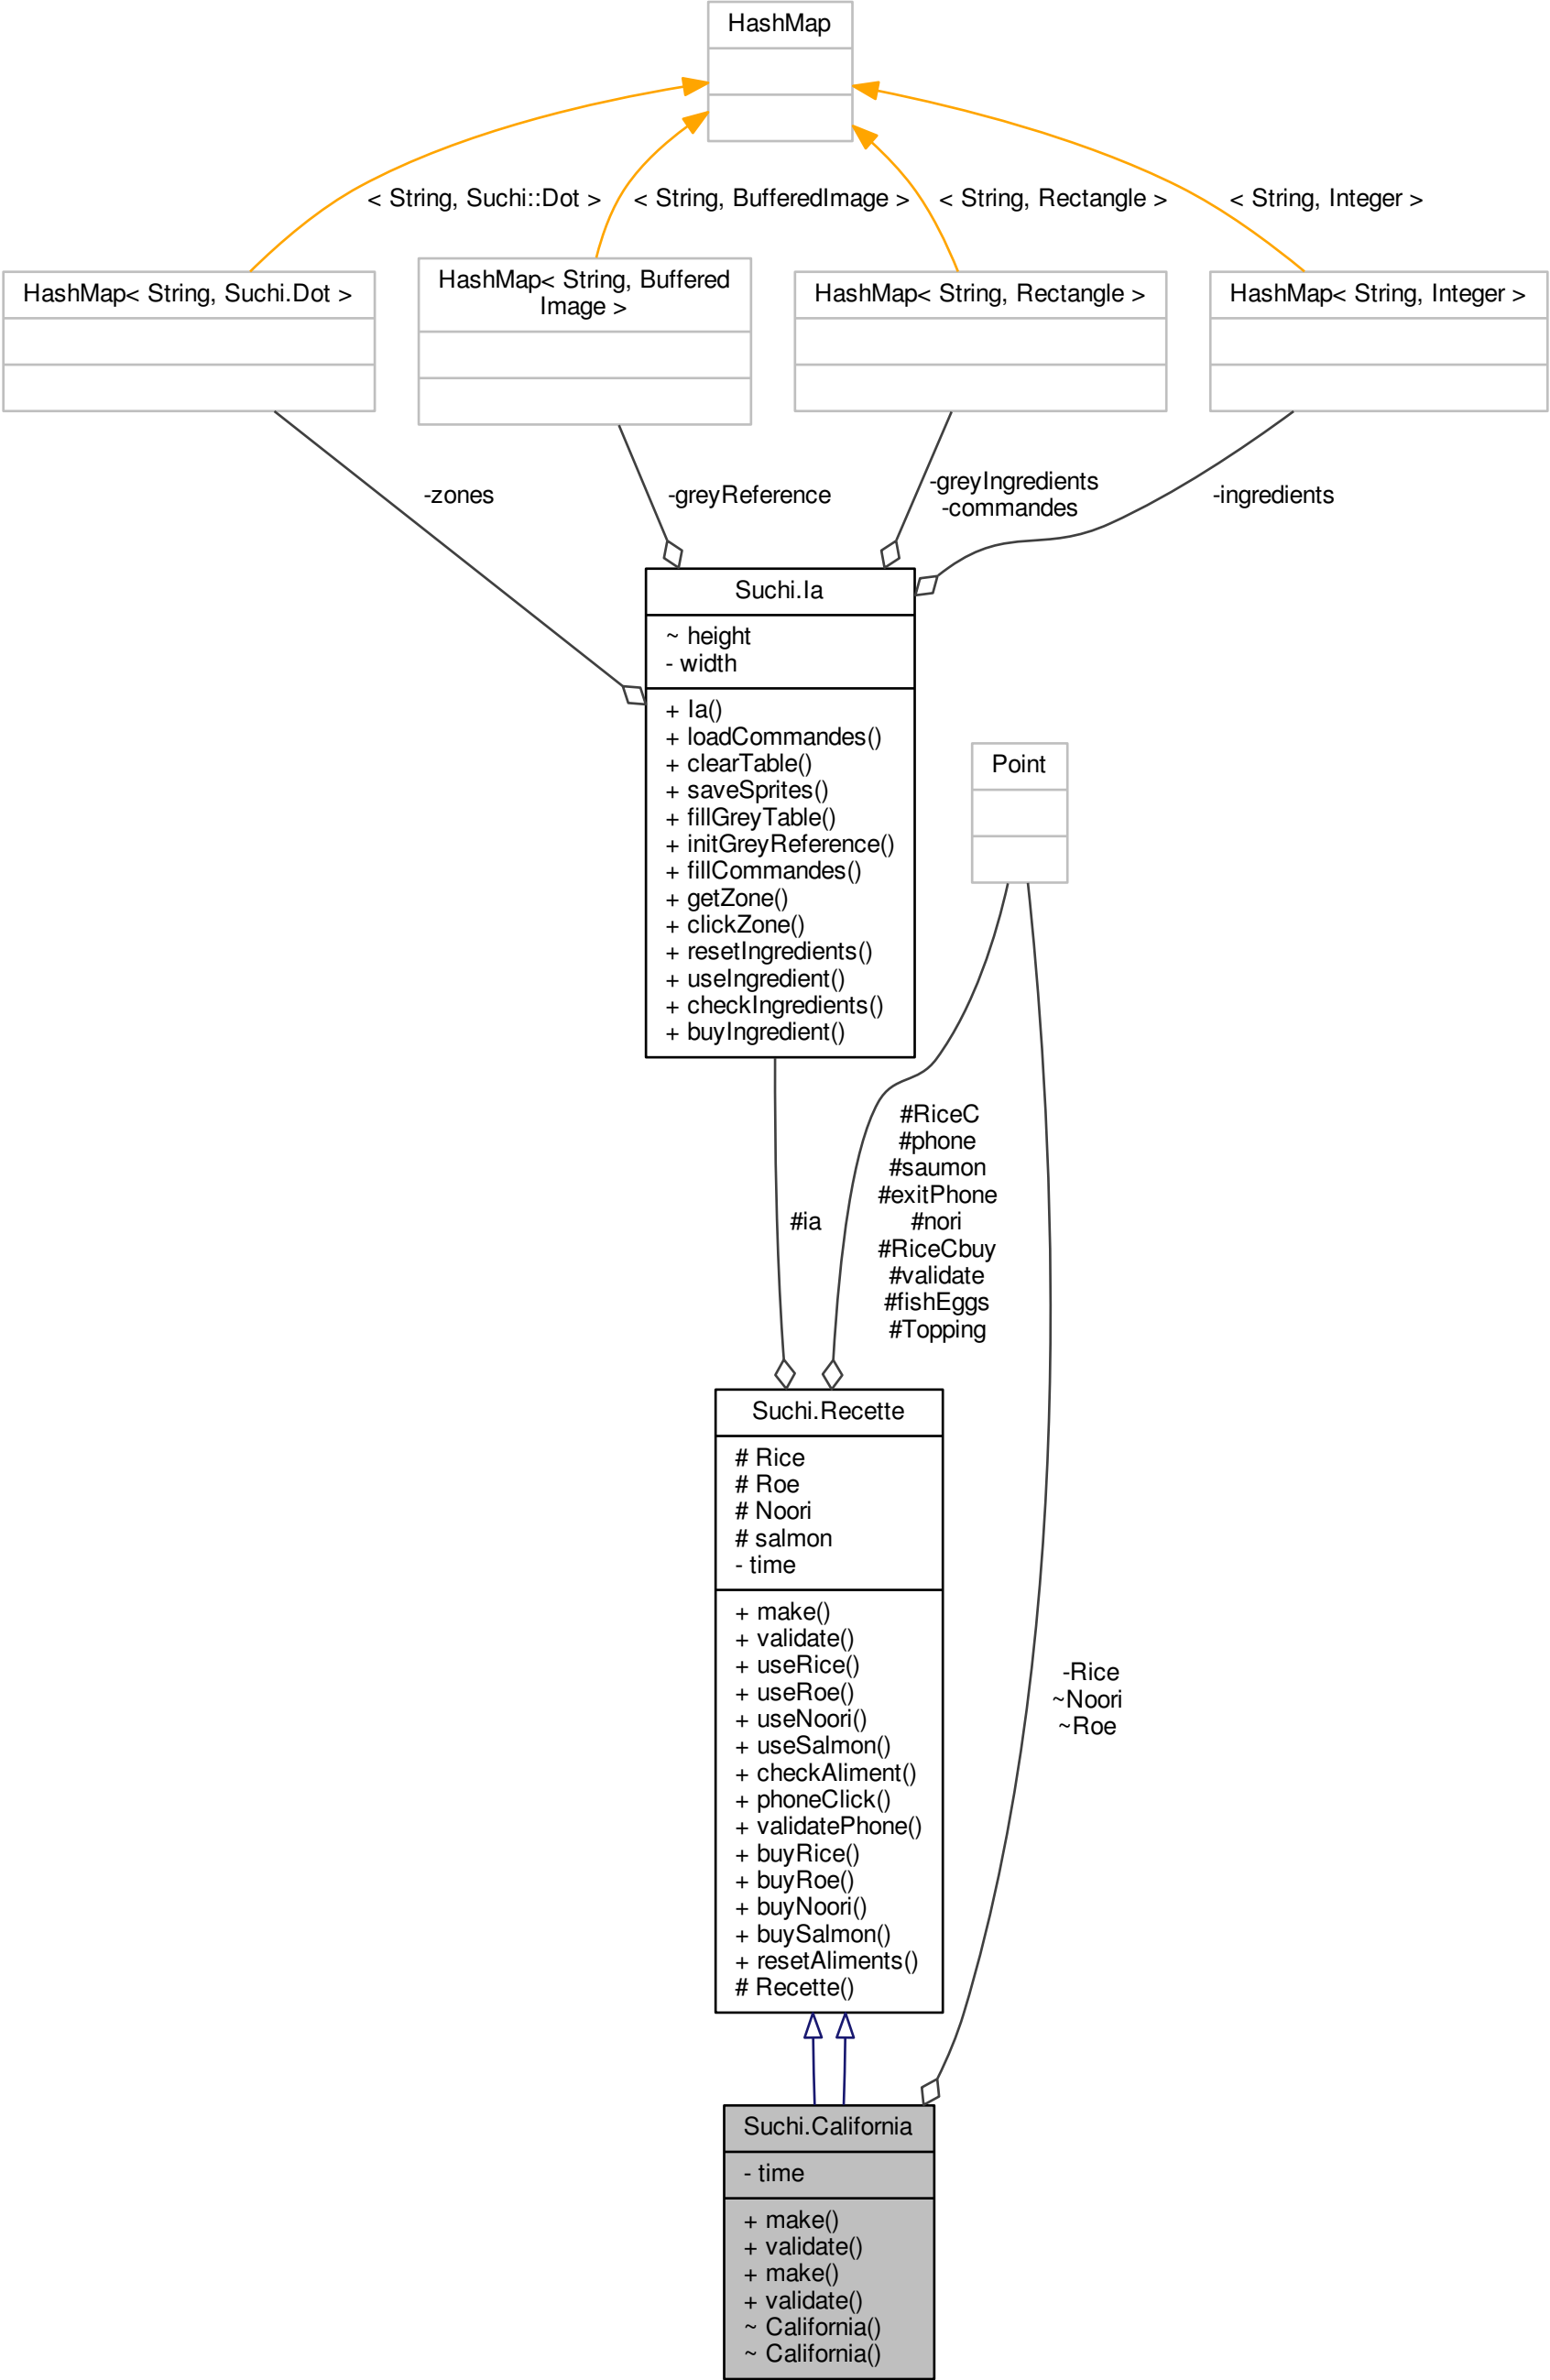 HashMap
< String, Suchi::Dot >
< String, BufferedImage >
< String, Rectangle >
< String, Integer >
HashMap< String, Suchi.Dot >
HashMap< String, Buffered
Image >
HashMap< String, Rectangle >
HashMap< String, Integer >
-zones
-greyReference
-greyIngredients
-commandes
-ingredients
Suchi.Ia
~ height
- width
+ Ia()
+ loadCommandes()
+ clearTable()
+ saveSprites()
+ fillGreyTable()
+ initGreyReference()
+ fillCommandes()
+ getZone()
+ clickZone()
+ resetIngredients()
+ useIngredient()
+ checkIngredients()
+ buyIngredient()
Point
#ia
#RiceC
#phone
#saumon
#exitPhone
#nori
#RiceCbuy
#validate
#fishEggs
#Topping
Suchi.Recette
# Rice
# Roe
# Noori
# salmon
- time
+ make()
+ validate()
+ useRice()
+ useRoe()
+ useNoori()
+ useSalmon()
+ checkAliment()
+ phoneClick()
+ validatePhone()
+ buyRice()
+ buyRoe()
+ buyNoori()
+ buySalmon()
+ resetAliments()
# Recette()
-Rice
~Noori
~Roe
Suchi.California
- time
+ make()
+ validate()
+ make()
+ validate()
~ California()
~ California()